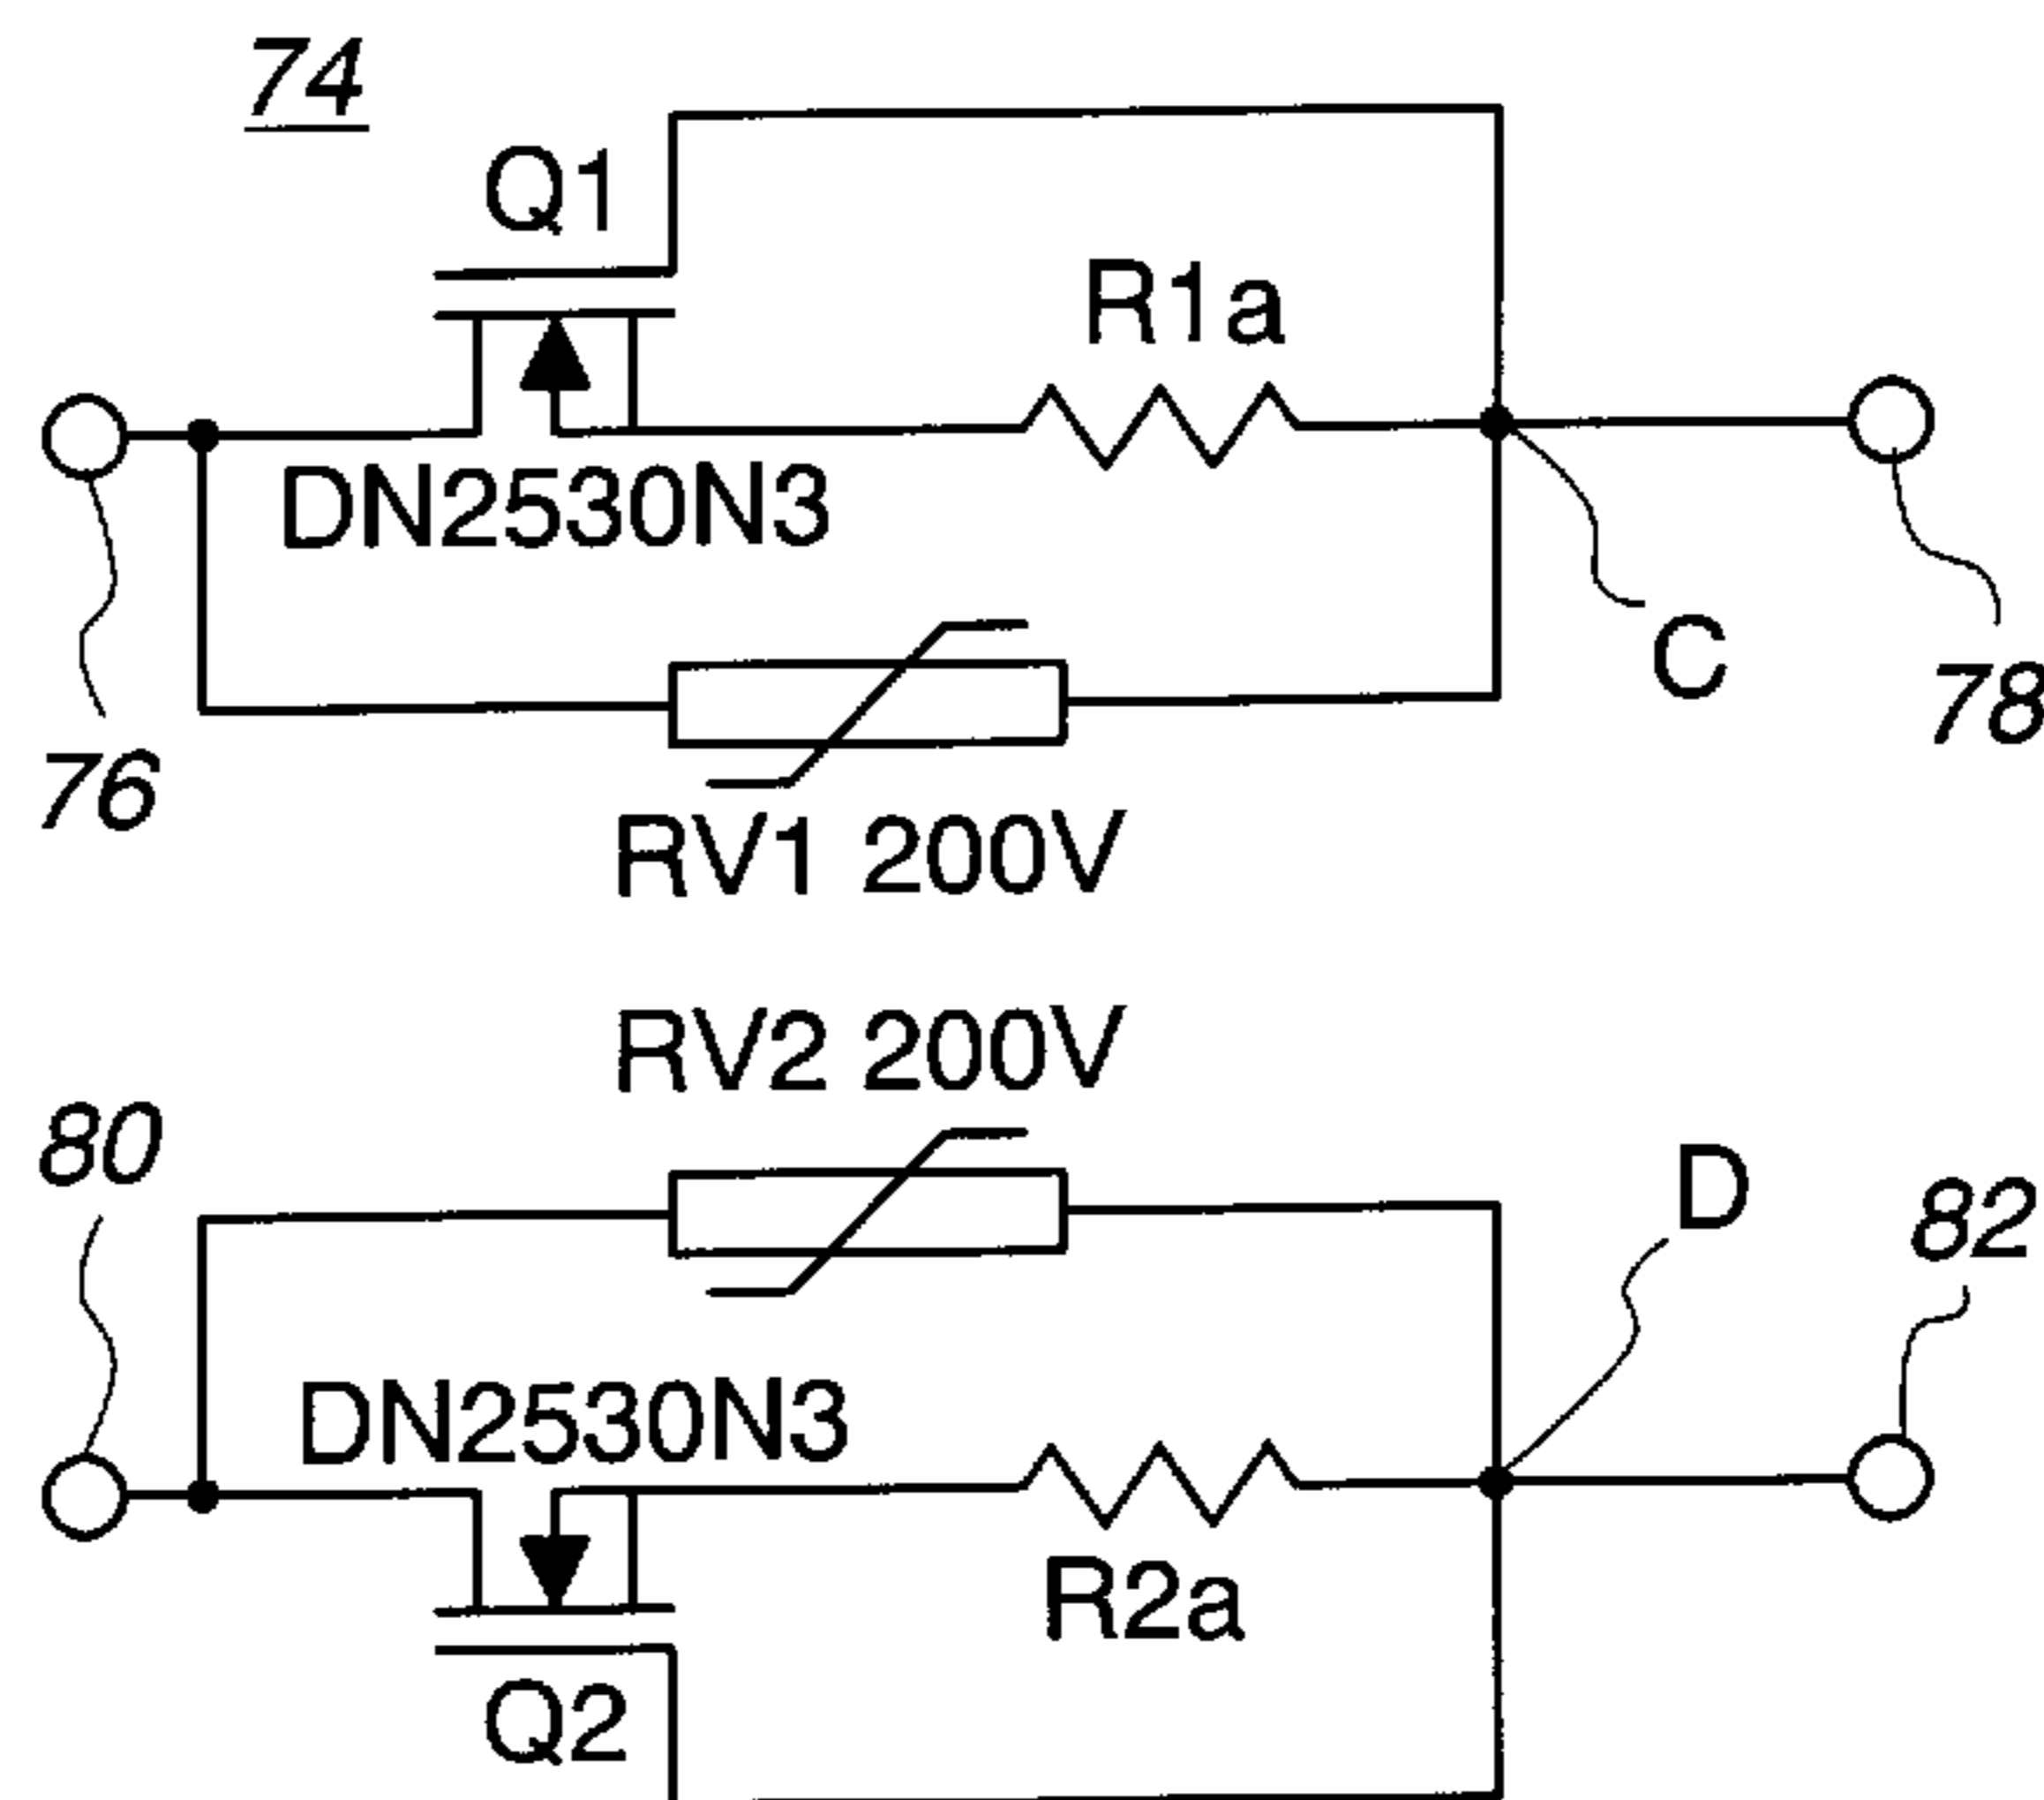 74
Q1
R1a
DN2530N3
C
78
76
RV1 200V
RV2 200V
80
D
82
DN2530N3
R2a
Q2